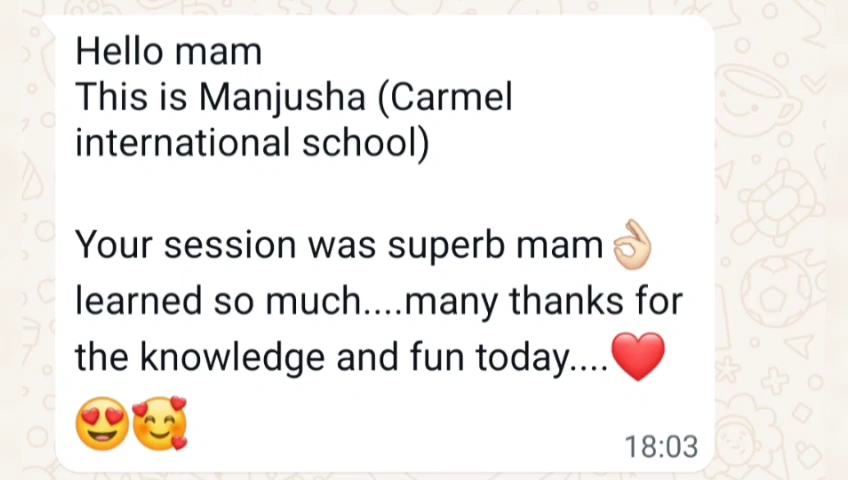 Hello mam
This is Manjusha (Carmel
international school)
Your session was superb mam👌🏻
learned so much....many thanks for
the knowledge and fun today....❤️
😍🥰
18:03